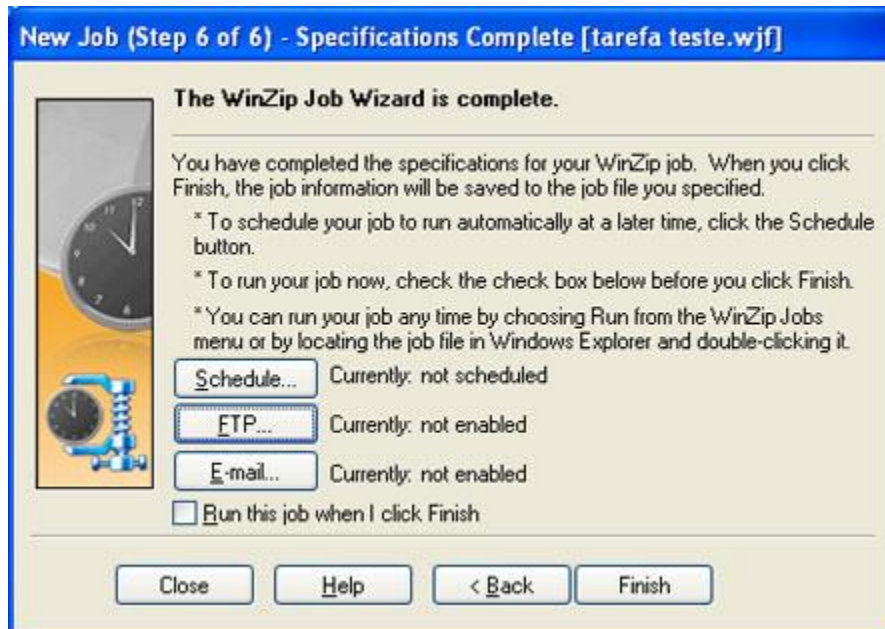 New Job (Step 6 of 6) - Specifications Complete [tarefa teste.wjf]
The WinZip Job Wizard is complete.
You have completed the specifications for your WinZip job. When you click
Finish, the job information will be saved to the job file you specified.
* To schedule your job to run automatically at a later time, click the Schedule
button.
* To run your job now, check the check box below before you click Finish.
* You can run your job any time by choosing Run from the WinZip Jobs
menu or by locating the job file in Windows Explorer and double-clicking it.
Schedule... Currently: not scheduled
FTP... Currently: not enabled
E-mail... Currently: not enabled
Run this job when I click Finish
Close Help < Back Finish